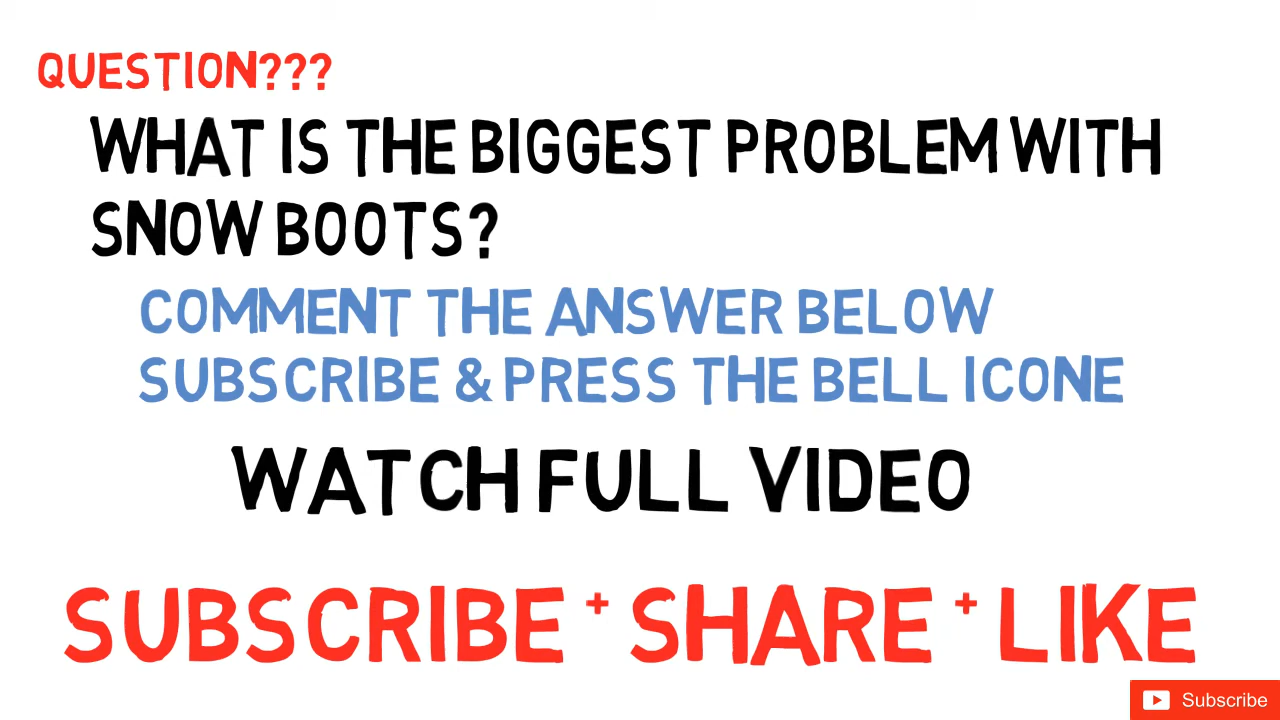 QUESTION???
WHAT IS THE BIGGEST PROBLEM WITH
SNOW BOOTS?
COMMENT THE ANSWER BELOW
SUBSCRIBE & PRESS THE BELL ICONE
WATCH FULL VIDEO
SUBSCRIBE + SHARE + LIKE
Subscribe